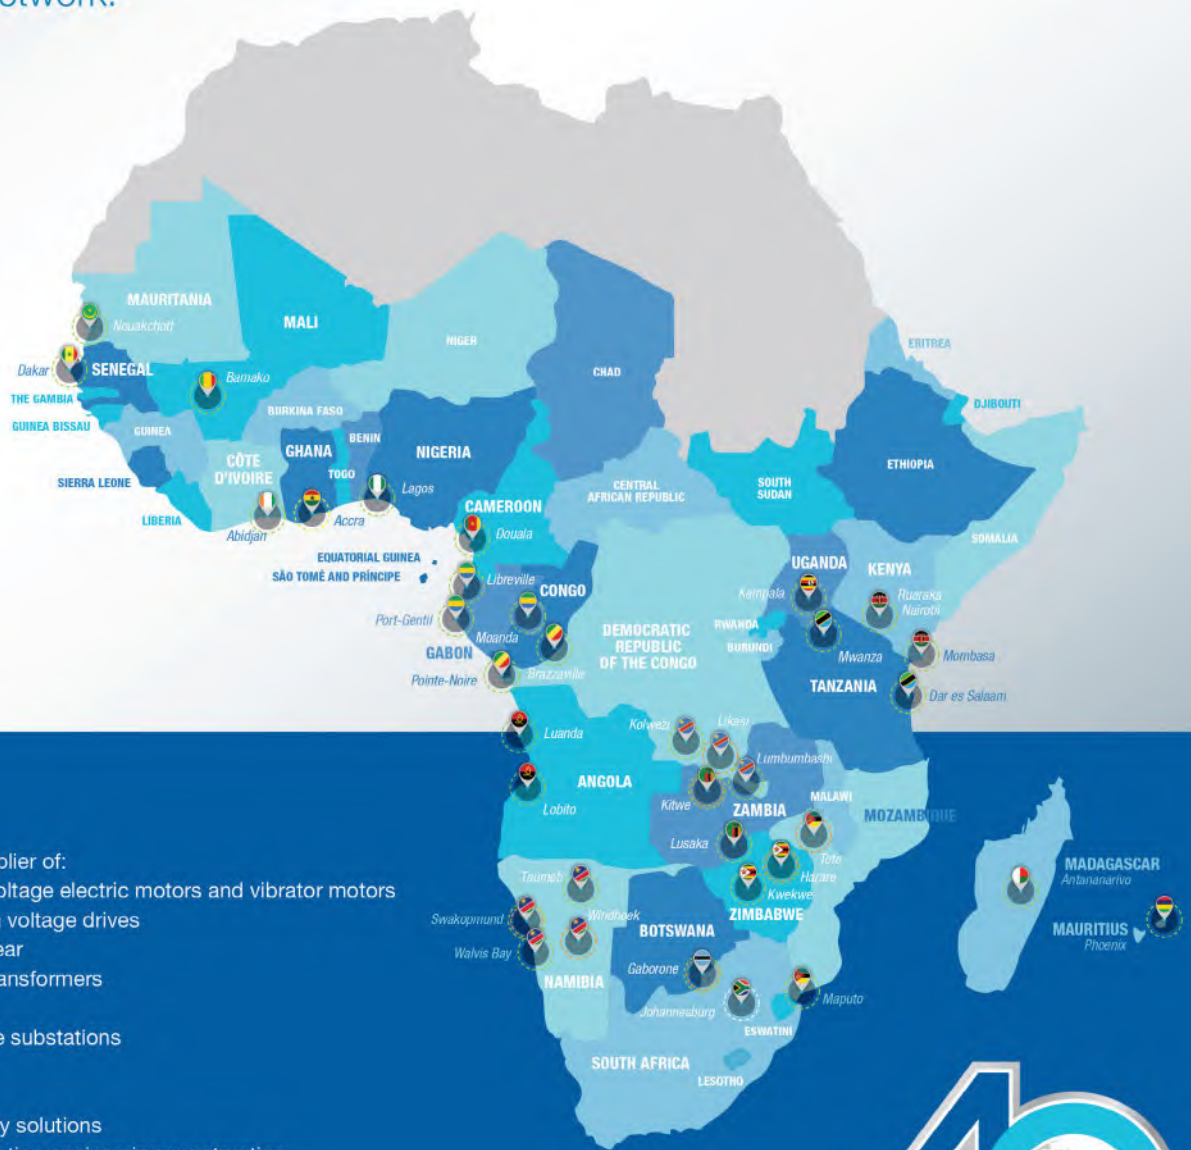 MAURITANIA
Nouakchott
MALI
NIGER
CHAD
ERITREA
Dakar
SENEGAL
Bamako
THE GAMBIA
DJIBOUTI
BURKINA FASO
GUINEA BISSAU
GUINEA
BENIN
GHANA
NIGERIA
CÔTE
D'IVOIRE
ETHIOPIA
TOGO
SIERRA LEONE
Lagos
CENTRAL
AFRICAN REPUBLIC
SOUTH
SUDAN
CAMEROON
LIBERIA
Accra
Abidjan
Douala
SOMALIA
EQUATORIAL GUINEA
SÃO TOMÉ AND PRÍNCIPE
Libreville
CONGO
UGANDA
KENYA
Kampala
Ruaraka
Nairobi
Port-Gentil
Moanda
DEMOCRATIC
REPUBLIC
OF THE CONGO
RWANDA
BURUNDI
GABON
Mwanza
Mombasa
Pointe-Noire
Brazzaville
TANZANIA
Dar es Salaam
Luanda
Kolwezi
Likasi
Lumbumbashi
ANGOLA
Lobito
Kitwe
ZAMBIA
MALAWI
MOZAMBIQUE
Lusaka
Tete
Harare
plier of:
oltage electric motors and vibrator motors
voltage drives
ear
ansformers
substations
y solutions
Tsumeb
Kwekwe
MADAGASCAR
Antananarivo
Swakopmund
Windhoek
BOTSWANA
ZIMBABWE
MAURITIUS
Phoenix
Walvis Bay
Gaborone
NAMIBIA
Johannesburg
Maputo
ESWATINI
SOUTH AFRICA
LESOTHO